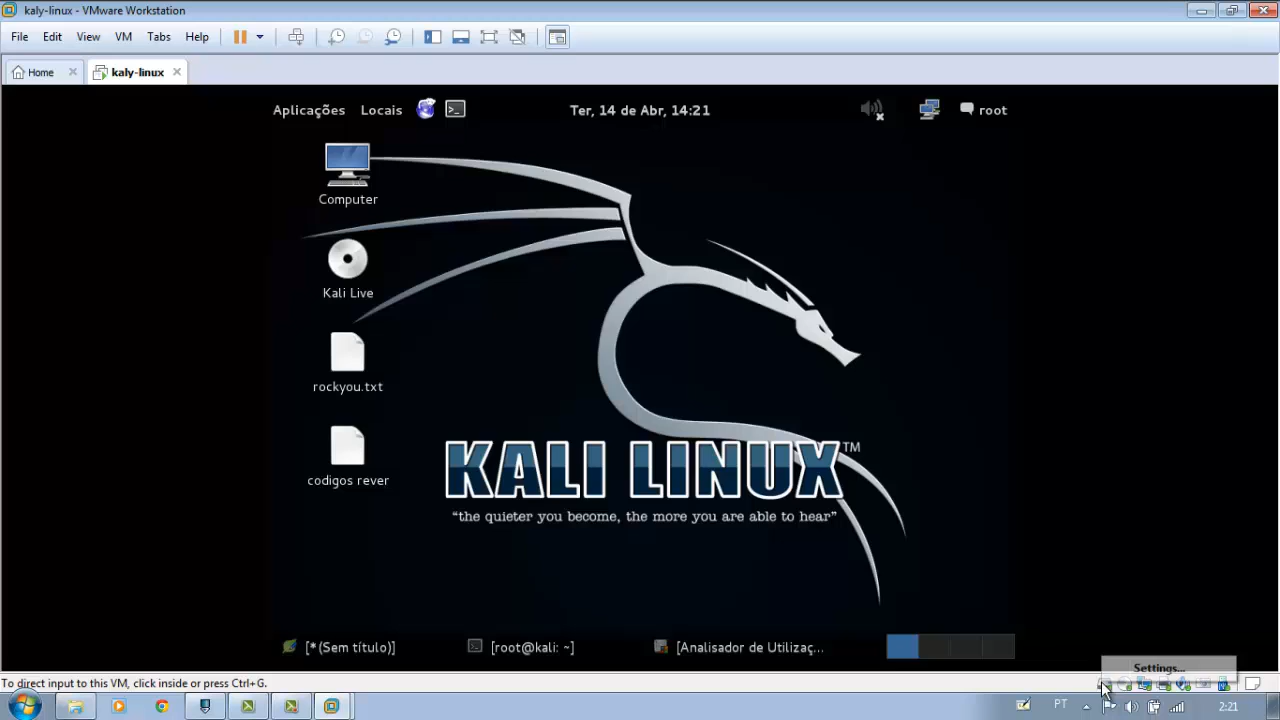 kaly-linux - VMware Workstation
File Edit View VM Tabs Help
Home kaly-linux
Aplicações Locais Ter, 14 de Abr, 14:21 root
Computer
Kali Live
rockyou.txt
codigos rever
KALI LINUX™
“the quieter you become, the more you are able to hear”
[*(Sem título)] [root@kali: ~] [Analisador de Utilizaç...
Settings...
To direct input to this VM, click inside or press Ctrl+G.
PT 2:21